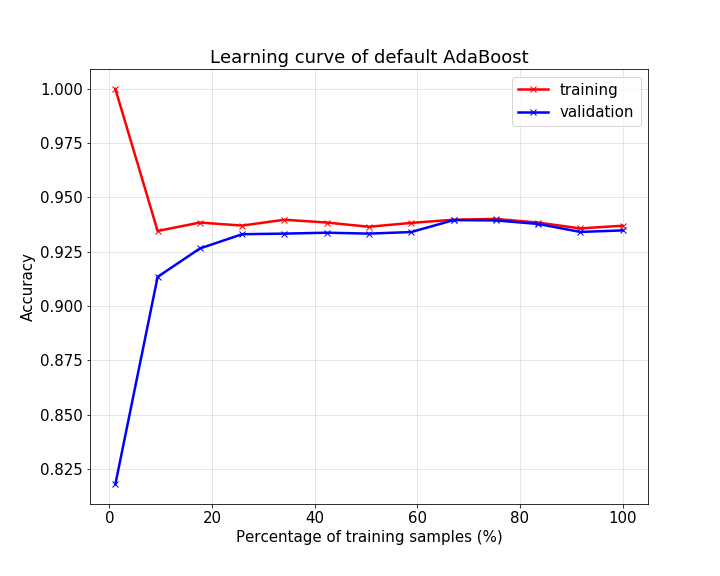 Learning curve of default AdaBoost
training
validation
1.000
0.975
0.950
0.925
0.900
0.875
0.850
0.825
Accuracy
0 20 40 60 80 100
Percentage of training samples (%)